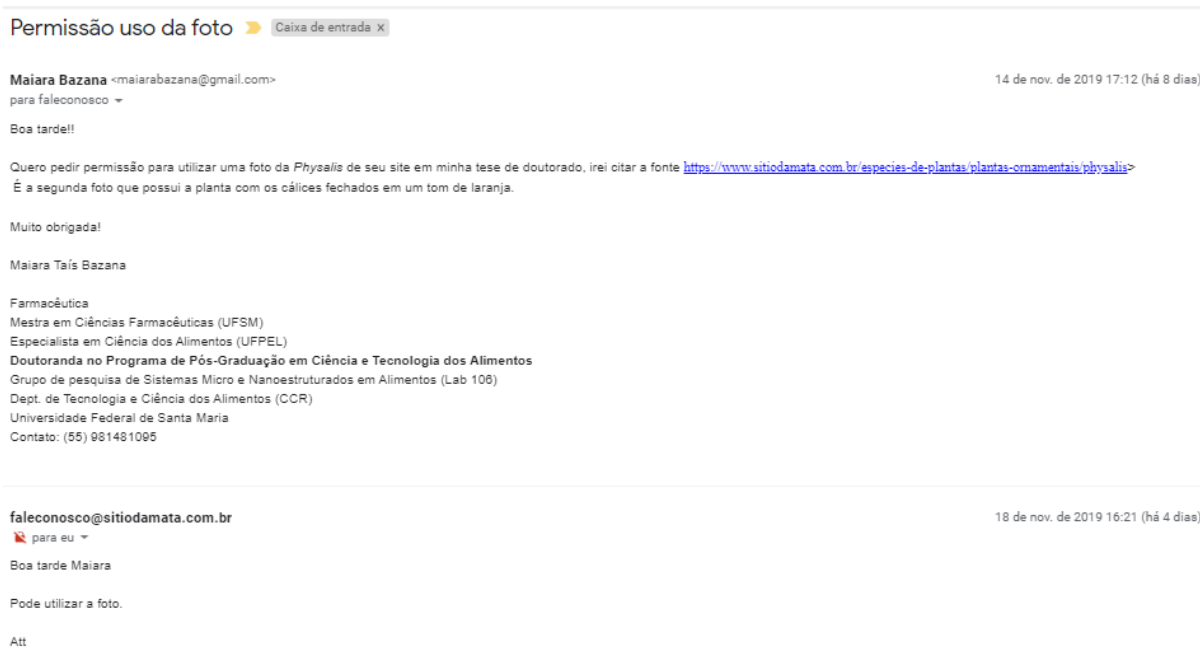 Permissão uso da foto Caixa de entrada x
Maiara Bazana <maiarabazana@gmail.com> 14 de nov. de 2019 17:12 (há 8 dias)
para faleconosco
Boa tarde!!
Quero pedir permissão para utilizar uma foto da Physalis de seu site em minha tese de doutorado, irei citar a fonte https://www.sitiodamata.com.br/especies-de-plantas/plantas-ornamentais/physalis>
É a segunda foto que possui a planta com os cálices fechados em um tom de laranja.
Muito obrigada!
Maiara Taís Bazana
Farmacêutica
Mestra em Ciências Farmacêuticas (UFSM)
Especialista em Ciência dos Alimentos (UFPEL)
Doutoranda no Programa de Pós-Graduação em Ciência e Tecnologia dos Alimentos
Grupo de pesquisa de Sistemas Micro e Nanoestruturados em Alimentos (Lab 106)
Dept. de Tecnologia e Ciência dos Alimentos (CCR)
Universidade Federal de Santa Maria
Contato: (55) 981481095
faleconosco@sitiodamata.com.br 18 de nov. de 2019 16:21 (há 4 dias)
para eu
Boa tarde Maiara
Pode utilizar a foto.
Att